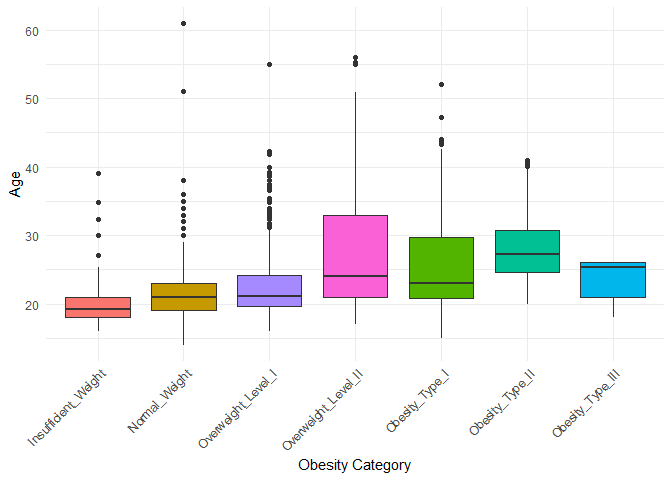 60
50
40
30
20
Age
Insufficient_Weight
Normal_Weight
Overweight_Level_I
Overweight_Level_II
Obesity_Type_I
Obesity_Type_II
Obesity_Type_III
Obesity Category